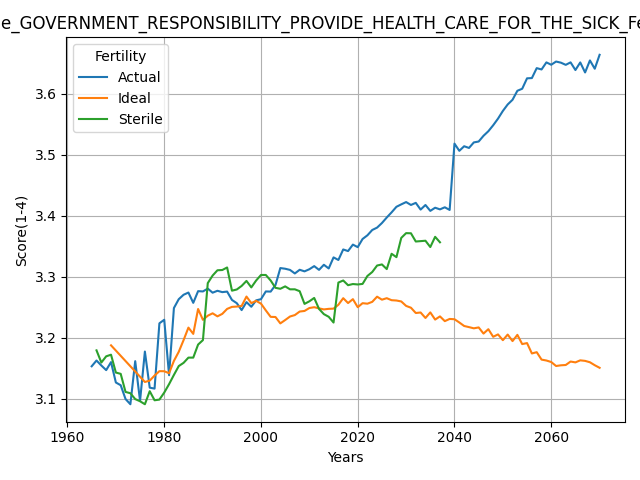 e_GOVERNMENT_RESPONSIBILITY_PROVIDE_HEALTH_CARE_FOR_THE_SICK_Fe
Fertility
Actual
Ideal
Sterile
Score(1-4)
3.6
3.5
3.4
3.3
3.2
3.1
1960 1980 2000 2020 2040 2060
Years